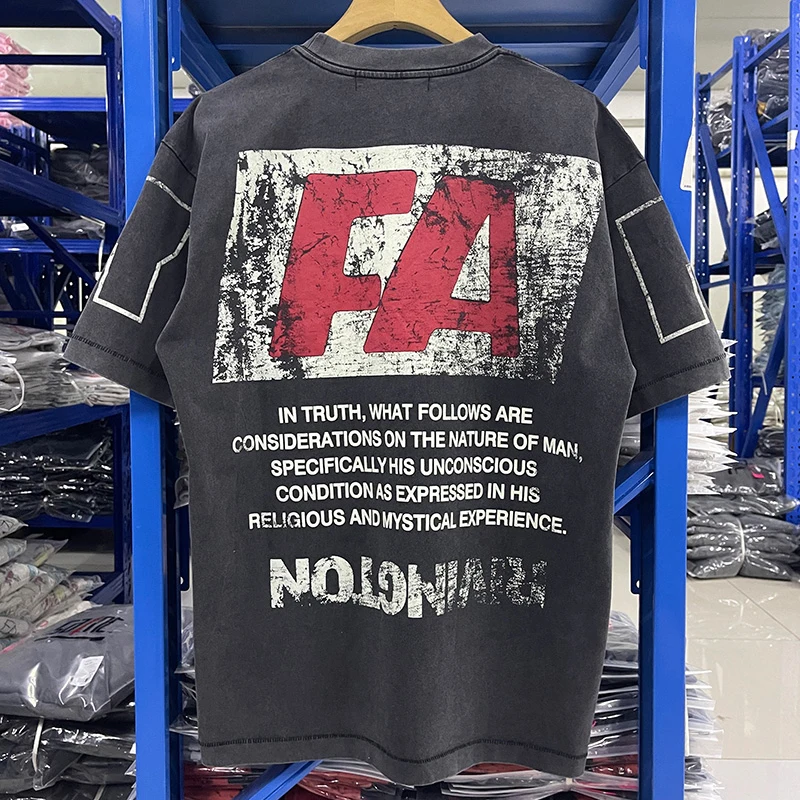 FA
IN TRUTH, WHAT FOLLOWS ARE
CONSIDERATIONS ON THE NATURE OF MAN,
SPECIFICALLY HIS UNCONSCIOUS
CONDITION AS EXPRESSED IN HIS
RELIGIOUS AND MYSTICAL EXPERIENCE.